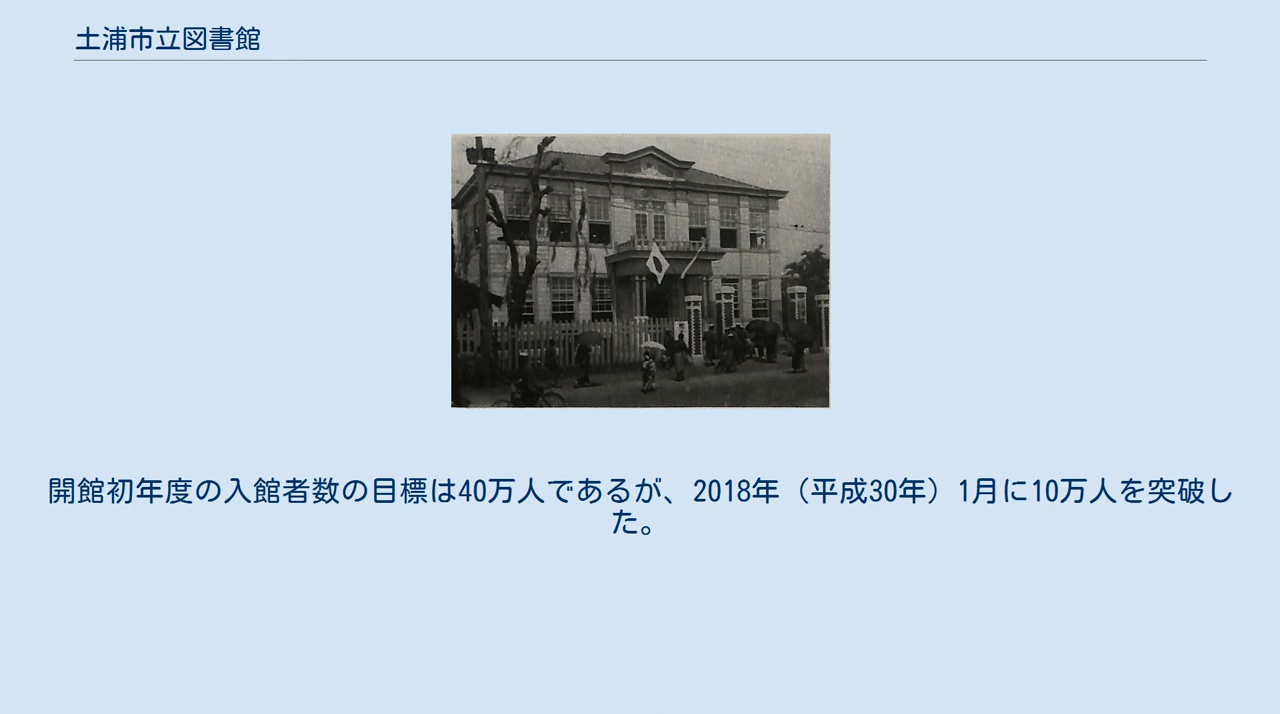 土浦市立図書館
開館初年度の入館者数の目標は40万人であるが、2018年（平成30年）1月に10万人を突破し
た。